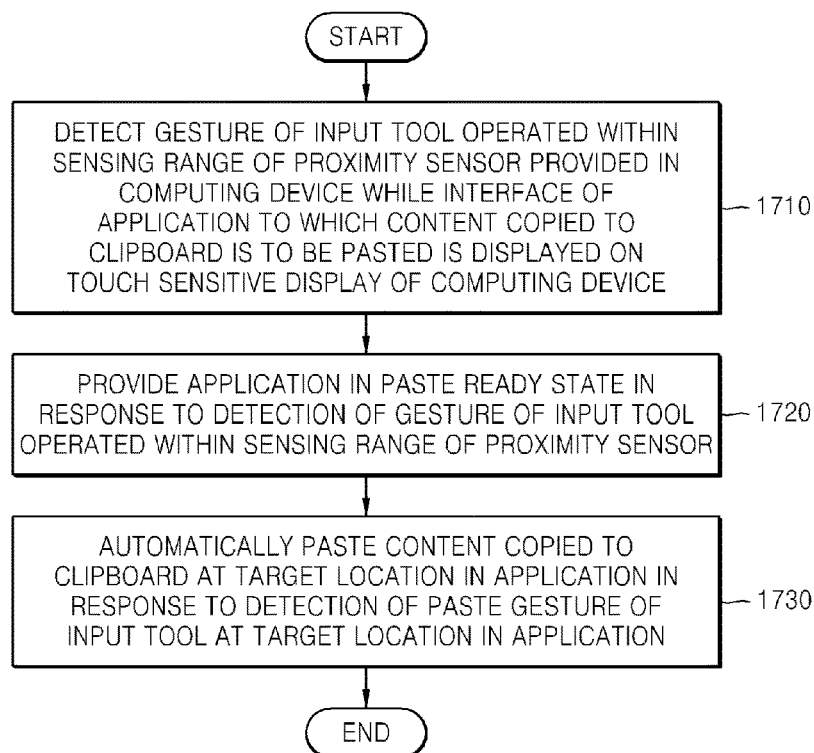 START
DETECT GESTURE OF INPUT TOOL OPERATED WITHIN
SENSING RANGE OF PROXIMITY SENSOR PROVIDED IN
COMPUTING DEVICE WHILE INTERFACE OF
APPLICATION TO WHICH CONTENT COPIED TO
CLIPBOARD IS TO BE PASTED IS DISPLAYED ON
TOUCH SENSITIVE DISPLAY OF COMPUTING DEVICE
1710
PROVIDE APPLICATION IN PASTE READY STATE IN
RESPONSE TO DETECTION OF GESTURE OF INPUT TOOL
OPERATED WITHIN SENSING RANGE OF PROXIMITY SENSOR
1720
AUTOMATICALLY PASTE CONTENT COPIED TO
CLIPBOARD AT TARGET LOCATION IN APPLICATION IN
RESPONSE TO DETECTION OF PASTE GESTURE OF
INPUT TOOL AT TARGET LOCATION IN APPLICATION
1730
END